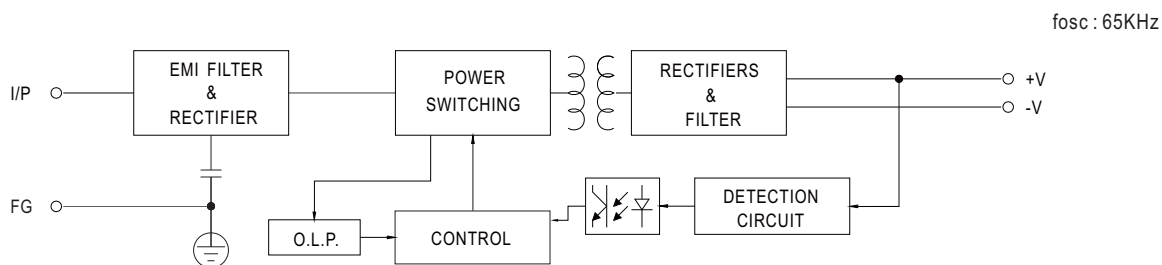 fosc : 65KHz
I/P
EMI FILTER
&
RECTIFIER
POWER
SWITCHING
RECTIFIERS
&
FILTER
+V
-V
FG
O.L.P.
CONTROL
DETECTION
CIRCUIT